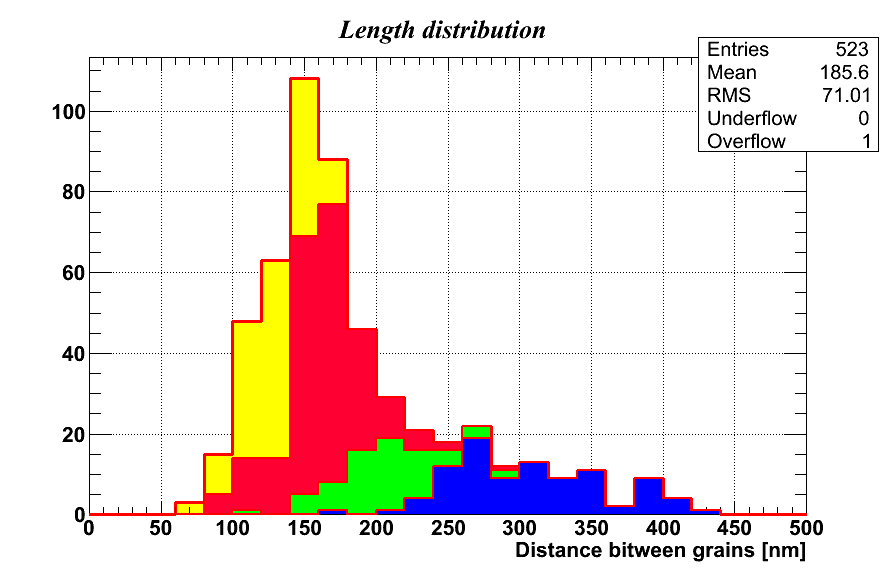 Length distribution
Entries 523
Mean 185.6
RMS 71.01
Underflow 0
Overflow 1
100
80
60
40
20
0
0 50 100 150 200 250 300 350 400 450 500
Distance bitween grains [nm]